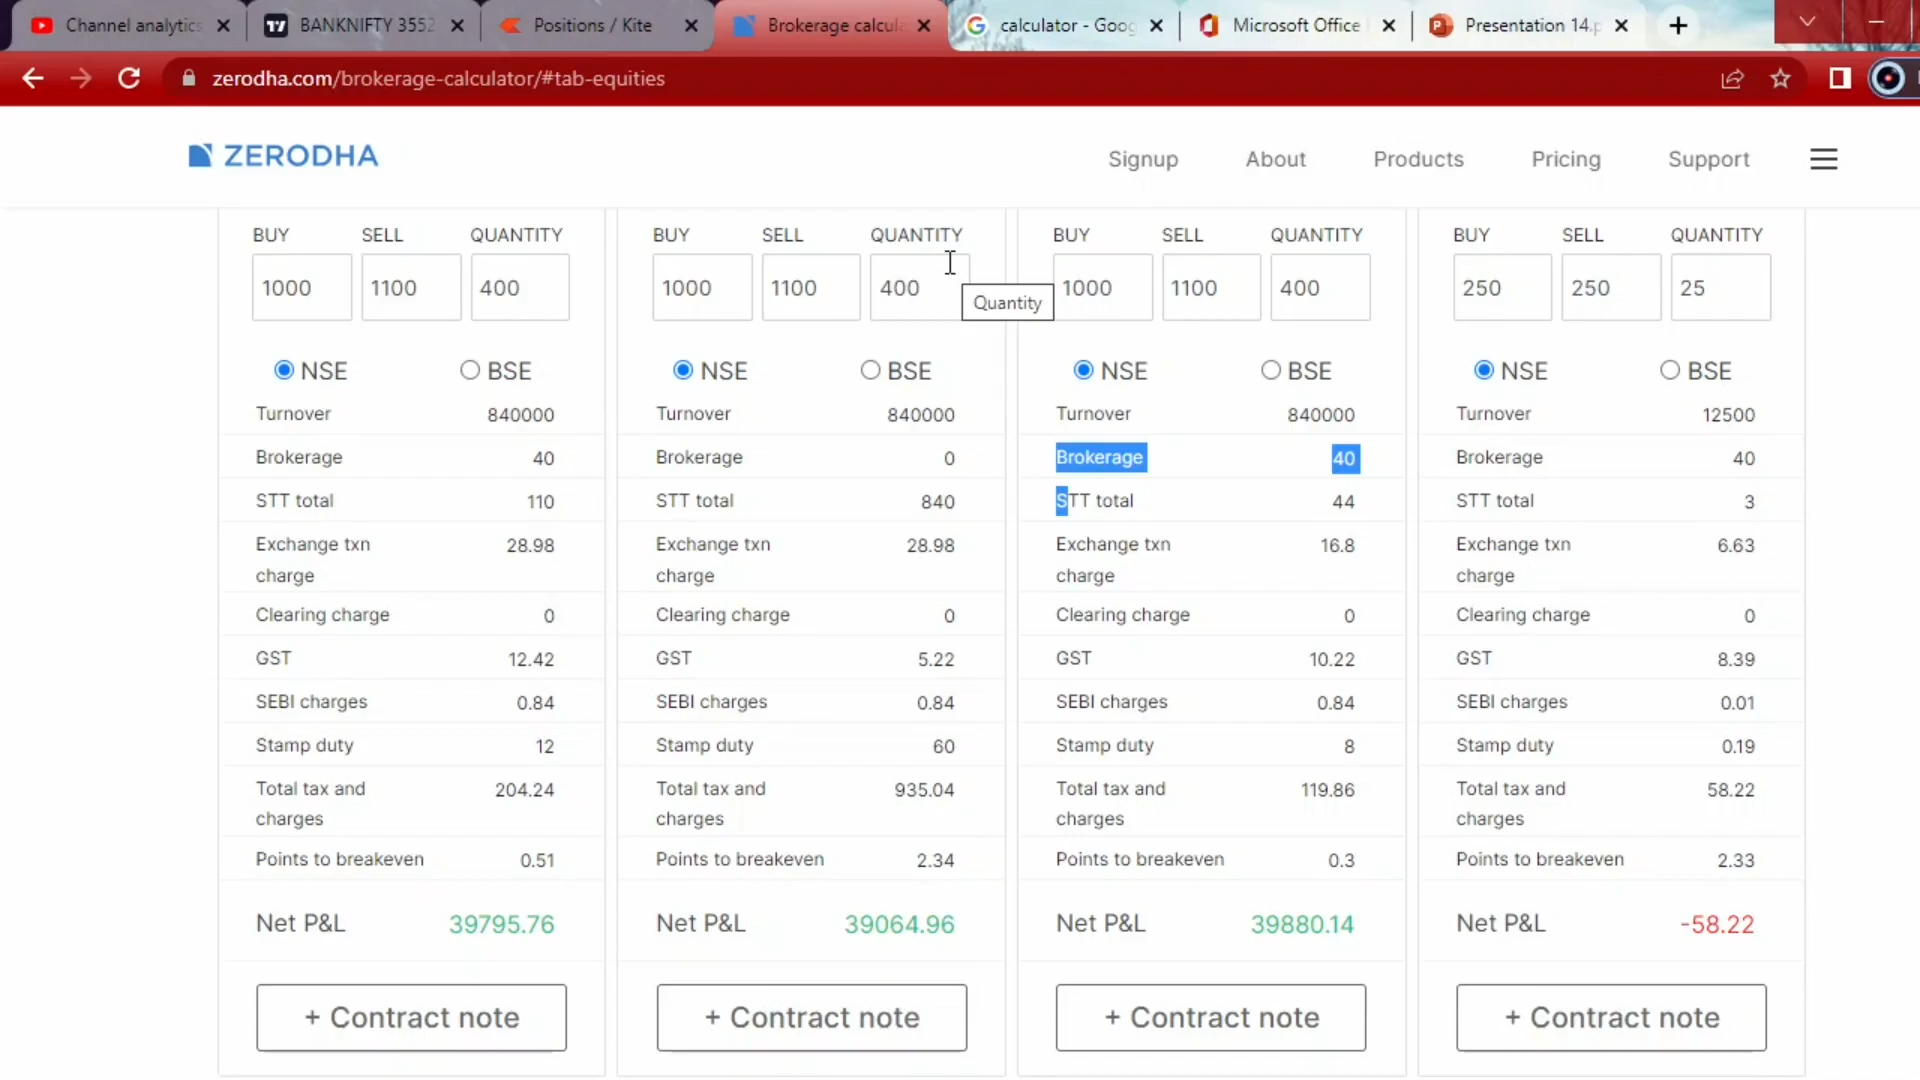 Channel analytics
BANKNIFTY 3552
Positions / Kite
Brokerage calcul
calculator - Goog
Microsoft Office
Presentation 14.p
zerodha.com/brokerage-calculator/#tab-equities
ZERODHA
Signup About Products Pricing Support
BUY SELL QUANTITY BUY SELL QUANTITY BUY SELL QUANTITY BUY SELL QUANTITY
1000 1100 400 1000 1100 400 1000 1100 400 250 250 25
Quantity
NSE BSE NSE BSE NSE BSE NSE BSE
Turnover 840000 Turnover 840000 Turnover 840000 Turnover 12500
Brokerage 40 Brokerage 0 Brokerage 40 Brokerage 40
STT total 110 STT total 840 STT total 44 STT total 3
Exchange txn 28.98 Exchange txn 28.98 Exchange txn 16.8 Exchange txn 6.63
charge charge charge charge
Clearing charge 0 Clearing charge 0 Clearing charge 0 Clearing charge 0
GST 12.42 GST 5.22 GST 10.22 GST 8.39
SEBI charges 0.84 SEBI charges 0.84 SEBI charges 0.84 SEBI charges 0.01
Stamp duty 12 Stamp duty 60 Stamp duty 8 Stamp duty 0.19
Total tax and 204.24 Total tax and 935.04 Total tax and 119.86 Total tax and 58.22
charges charges charges charges
Points to breakeven 0.51 Points to breakeven 2.34 Points to breakeven 0.3 Points to breakeven 2.33
Net P&L 39795.76 Net P&L 39064.96 Net P&L 39880.14 Net P&L -58.22
+ Contract note + Contract note + Contract note + Contract note